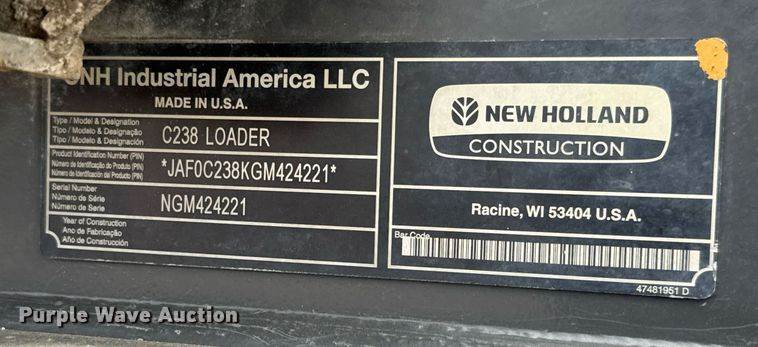 CNH Industrial America LLC
MADE IN U.S.A.
Type / Model & Designation
Tipo / Modelo & Designação
Tipo / Modelo & Designación
C238 LOADER
Product Identification Number (PIN)
Número de Identificação do Produto (PIN)
Número de Identificación del Producto (PIN)
*JAF0C238KGM424221*
Serial Number
Número de Série
Número de Serie
NGM424221
Year of Construction
Ano de Fabricação
Año de Construcción
NEW HOLLAND
CONSTRUCTION
Racine, WI 53404 U.S.A.
Bar Code
47481951 D
Purple Wave Auction